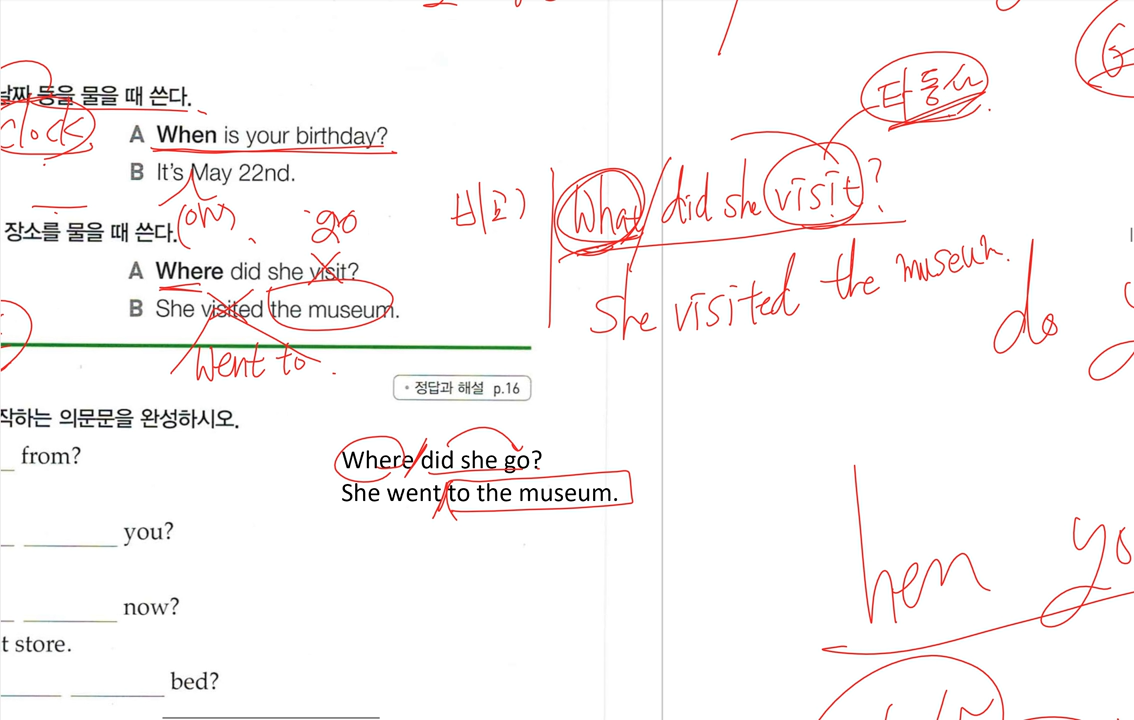 날짜 등을 물을 때 쓴다.
clock
A When is your birthday?
B It's May 22nd.
(on)
장소를 물을 때 쓴다.
go
A Where did she visit?
B She visited the museum.
went to
정답과 해설 p.16
작하는 의문문을 완성하시오.
from?
you?
now?
t store.
bed?
Where did she go?
She went to the museum.
타동사
비교)
What did she visit?
She visited the museum.
do
hen yo